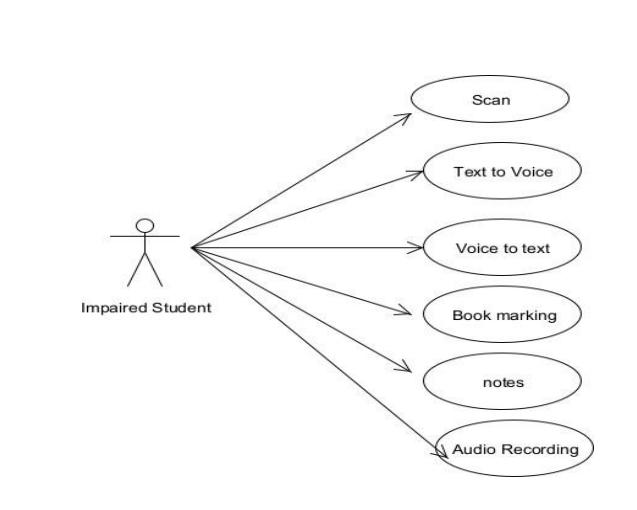 Scan
Text to Voice
Voice to text
Impaired Student
Book marking
notes
Audio Recording